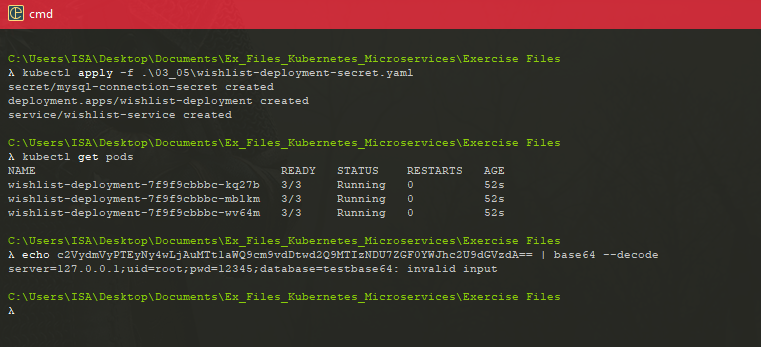 cmd
C:\Users\ISA\Desktop\Documents\Ex_Files_Kubernetes_Microservices\Exercise Files
λ kubectl apply -f .\03_05\wishlist-deployment-secret.yaml
secret/mysql-connection-secret created
deployment.apps/wishlist-deployment created
service/wishlist-service created
C:\Users\ISA\Desktop\Documents\Ex_Files_Kubernetes_Microservices\Exercise Files
λ kubectl get pods
NAME READY STATUS RESTARTS AGE
wishlist-deployment-7f9f9cbbbc-kq27b 3/3 Running 0 52s
wishlist-deployment-7f9f9cbbbc-mblkm 3/3 Running 0 52s
wishlist-deployment-7f9f9cbbbc-wv64m 3/3 Running 0 52s
C:\Users\ISA\Desktop\Documents\Ex_Files_Kubernetes_Microservices\Exercise Files
λ echo c2VydmVyPTEyNy4wLjAuMTt1aWQ9cm9vdDtwd2Q9MTIzNDU7ZGF0YWJhc2U9dGVzdA== | base64 --decode
server=127.0.0.1;uid=root;pwd=12345;database=testbase64: invalid input
C:\Users\ISA\Desktop\Documents\Ex_Files_Kubernetes_Microservices\Exercise Files
λ